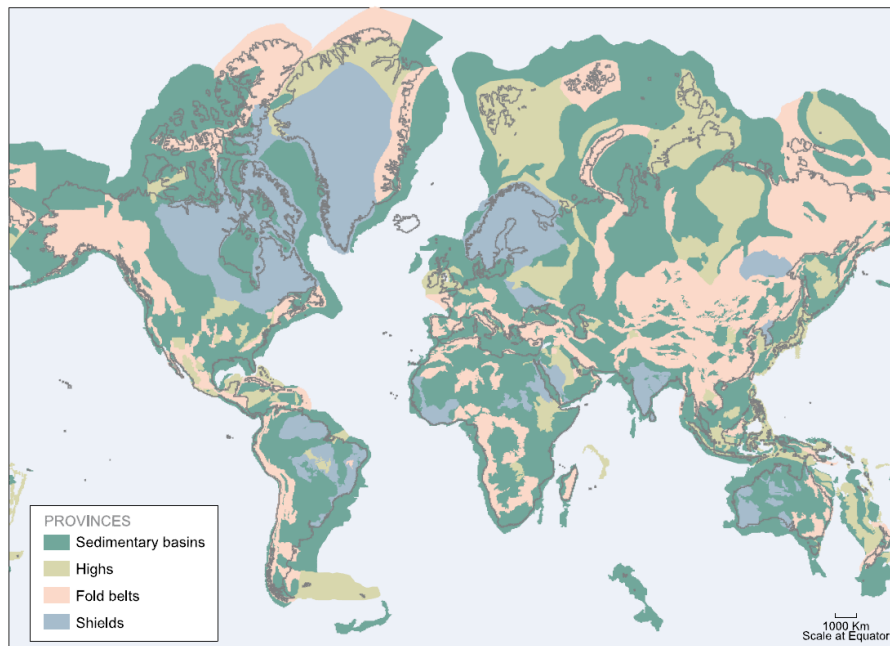 PROVINCES
Sedimentary basins
Highs
Fold belts
Shields
1000 Km
Scale at Equator